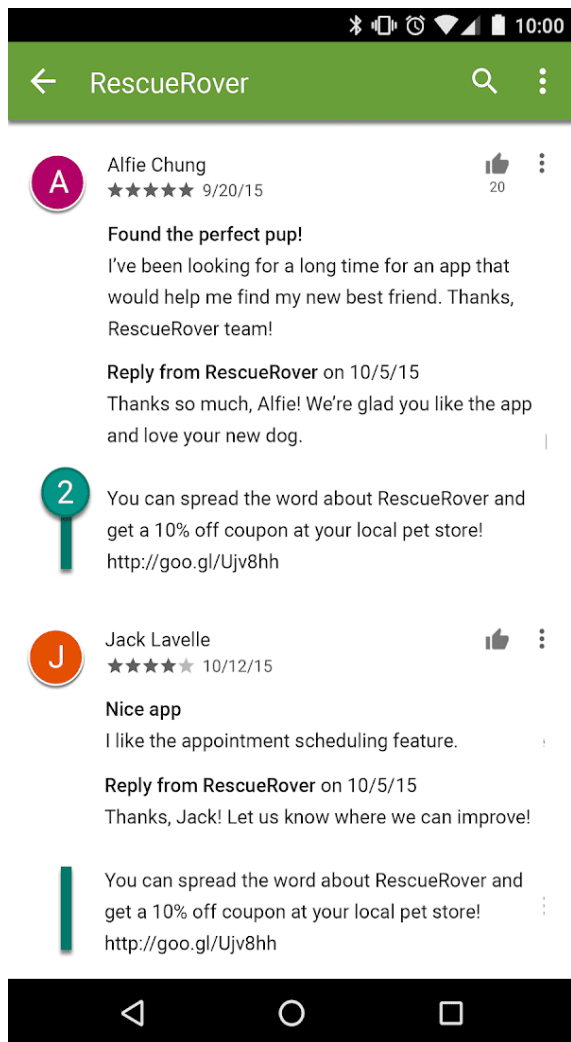 10:00
RescueRover
A
Alfie Chung
9/20/15
20
Found the perfect pup!
I've been looking for a long time for an app that
would help me find my new best friend. Thanks,
RescueRover team!
Reply from RescueRover on 10/5/15
Thanks so much, Alfie! We're glad you like the app
and love your new dog.
2
You can spread the word about RescueRover and
get a 10% off coupon at your local pet store!
http://goo.gl/Ujv8hh
J
Jack Lavelle
10/12/15
Nice app
I like the appointment scheduling feature.
Reply from RescueRover on 10/5/15
Thanks, Jack! Let us know where we can improve!
You can spread the word about RescueRover and
get a 10% off coupon at your local pet store!
http://goo.gl/Ujv8hh